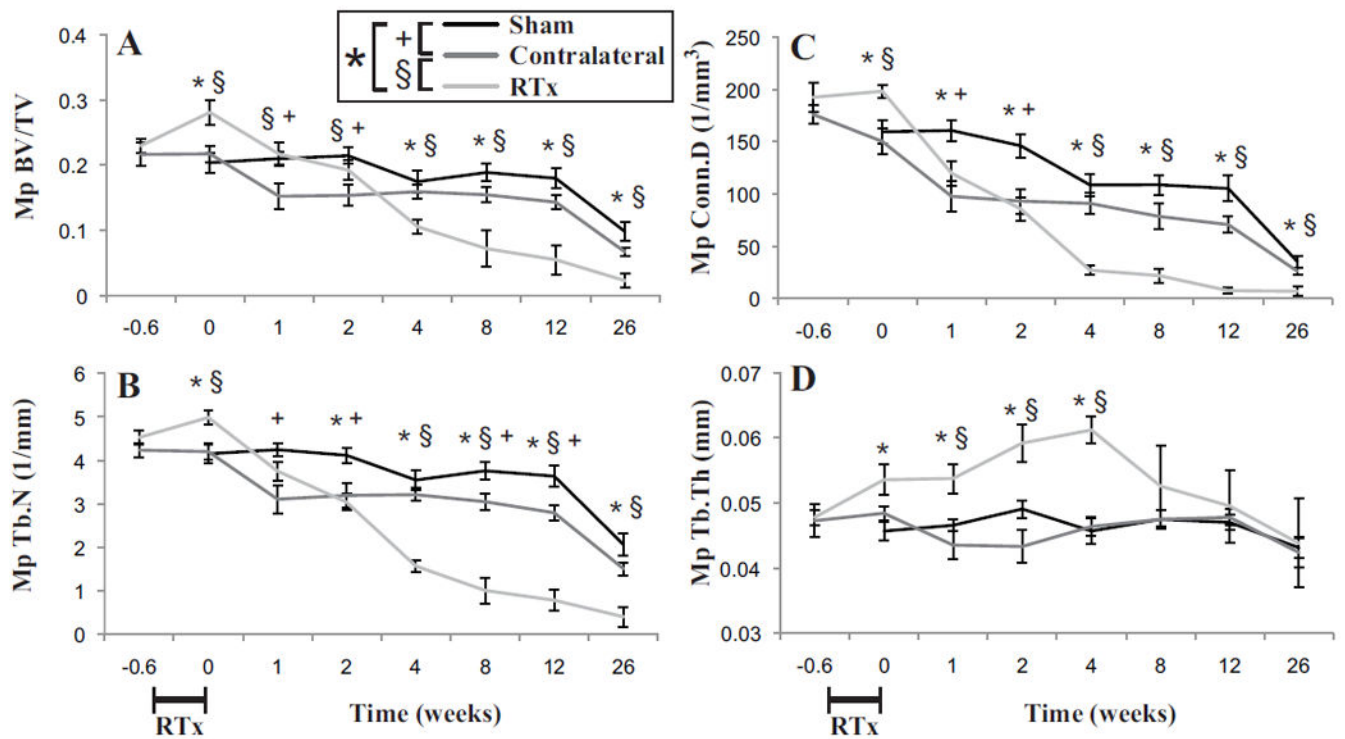 * + § Sham
Contralateral
RTx
A
Mp BV/TV
0.4
0.3
0.2
0.1
0
* § § + § + * § * § * § * §
-0.6 0 1 2 4 8 12 26
C
Mp Conn.D (1/mm³)
250
200
150
100
50
0
* § * + * + * § * § * § * §
-0.6 0 1 2 4 8 12 26
B
Mp Tb.N (1/mm)
6
5
4
3
2
1
0
* § + * + * § * § + * § + * §
-0.6 0 1 2 4 8 12 26
RTx
Time (weeks)
D
Mp Tb.Th (mm)
0.07
0.06
0.05
0.04
0.03
* * § * § * §
-0.6 0 1 2 4 8 12 26
RTx
Time (weeks)